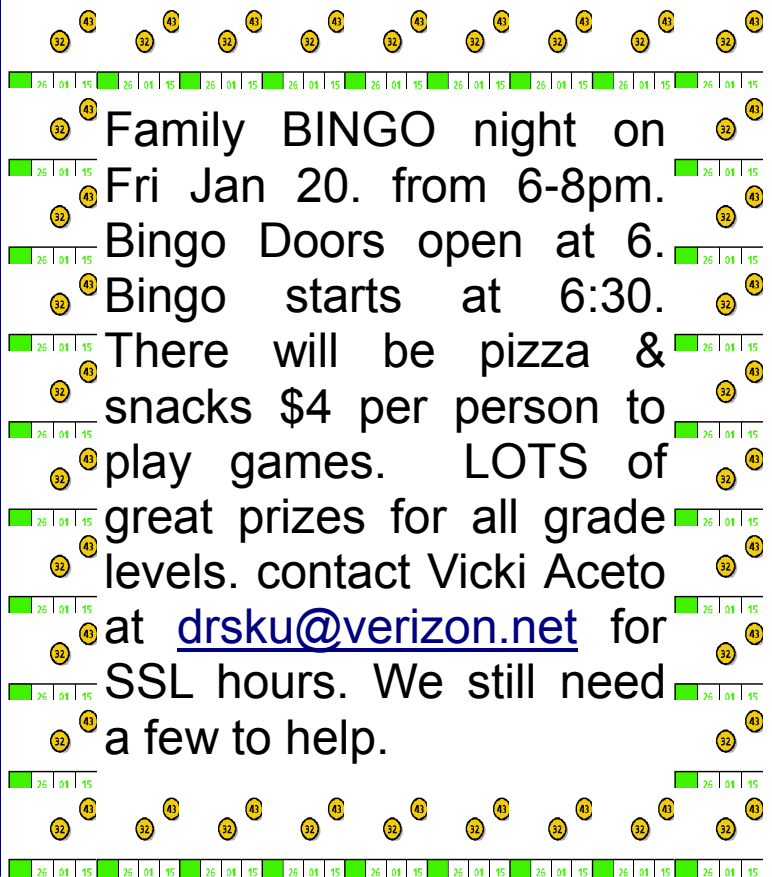 Family BINGO night on
Fri Jan 20. from 6-8pm.
Bingo Doors open at 6.
Bingo starts at 6:30.
There will be pizza &
snacks $4 per person to
play games. LOTS of
great prizes for all grade
levels. contact Vicki Aceto
at drsku@verizon.net for
SSL hours. We still need
a few to help.